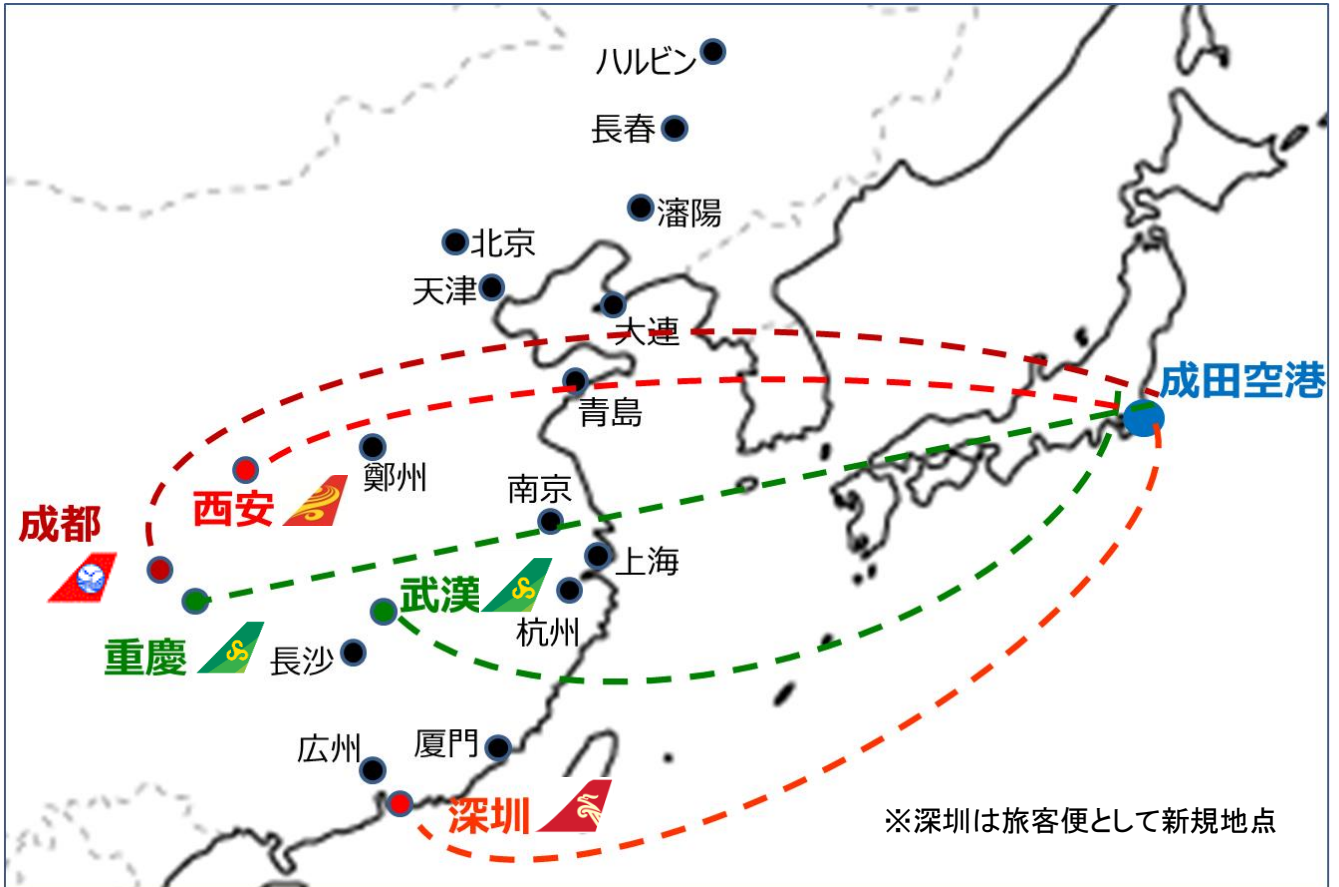 ハルビン
長春
瀋陽
北京
天津
大連
成田空港
青島
鄭州
西安
南京
成都
上海
武漢
杭州
重慶
長沙
厦門
広州
深圳
※深圳は旅客便として新規地点